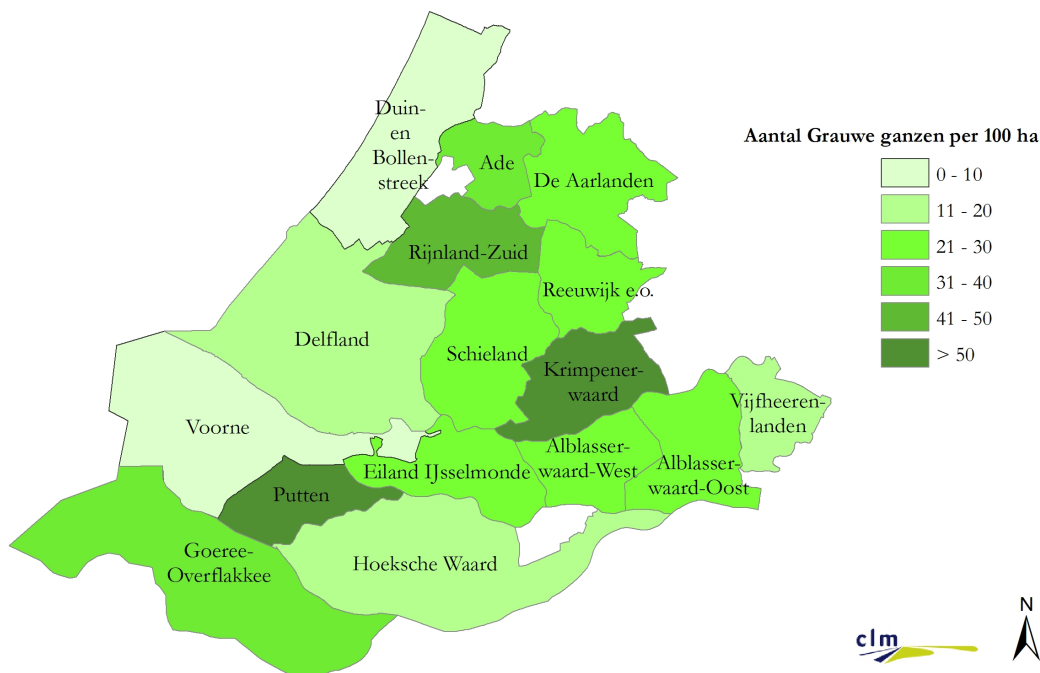 Duin-
en
Bollen-
streek
Ade
De Aarlanden
Rijnland-Zuid
Reeuwijk e.o.
Delfland
Schieland
Krimpener-
waard
Vijfheeren-
landen
Voorne
Eiland IJsselmonde
Alblasser-
waard-West
Alblasser-
waard-Oost
Putten
Goeree-
Overflakkee
Hoeksche Waard
Aantal Grauwe ganzen per 100 ha
0 - 10
11 - 20
21 - 30
31 - 40
41 - 50
> 50
N
clm